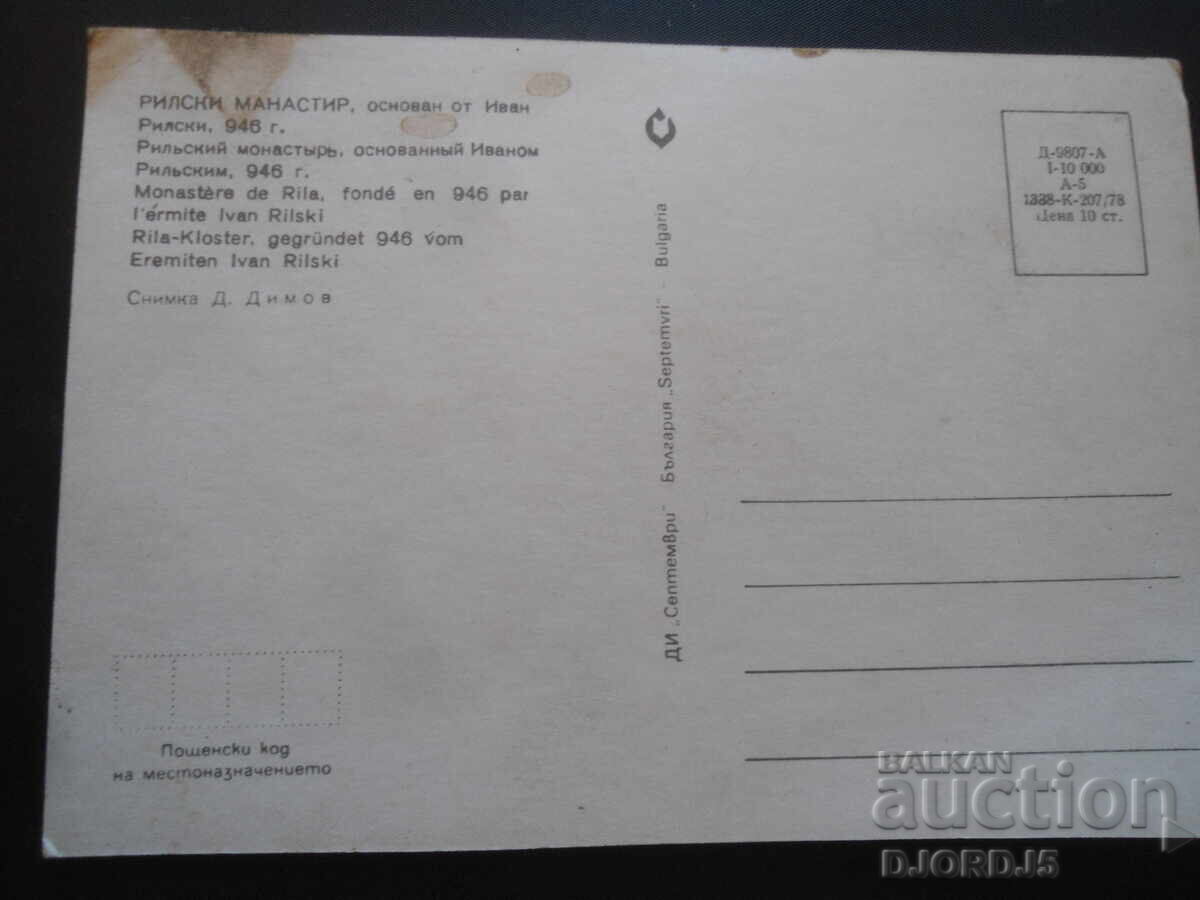 РИЛСКИ МАНАСТИР, основан от Иван
Рилски, 946 г.
Рильский монастырь, основанный Иваном
Рильским, 946 г.
Monastère de Rila, fondé en 946 par
l'érmite Ivan Rilski
Rila-Kloster, gegründet 946 vom
Eremiten Ivan Rilski
Снимка Д. Димов
Пощенски код
на местоназначението
ДИ „Септември" България „Septemvri" - Bulgaria
Д-9807-А
I-10 000
А-5
1338-К-207/78
Цена 10 ст.
BALKAN
auction
DJORDJ5